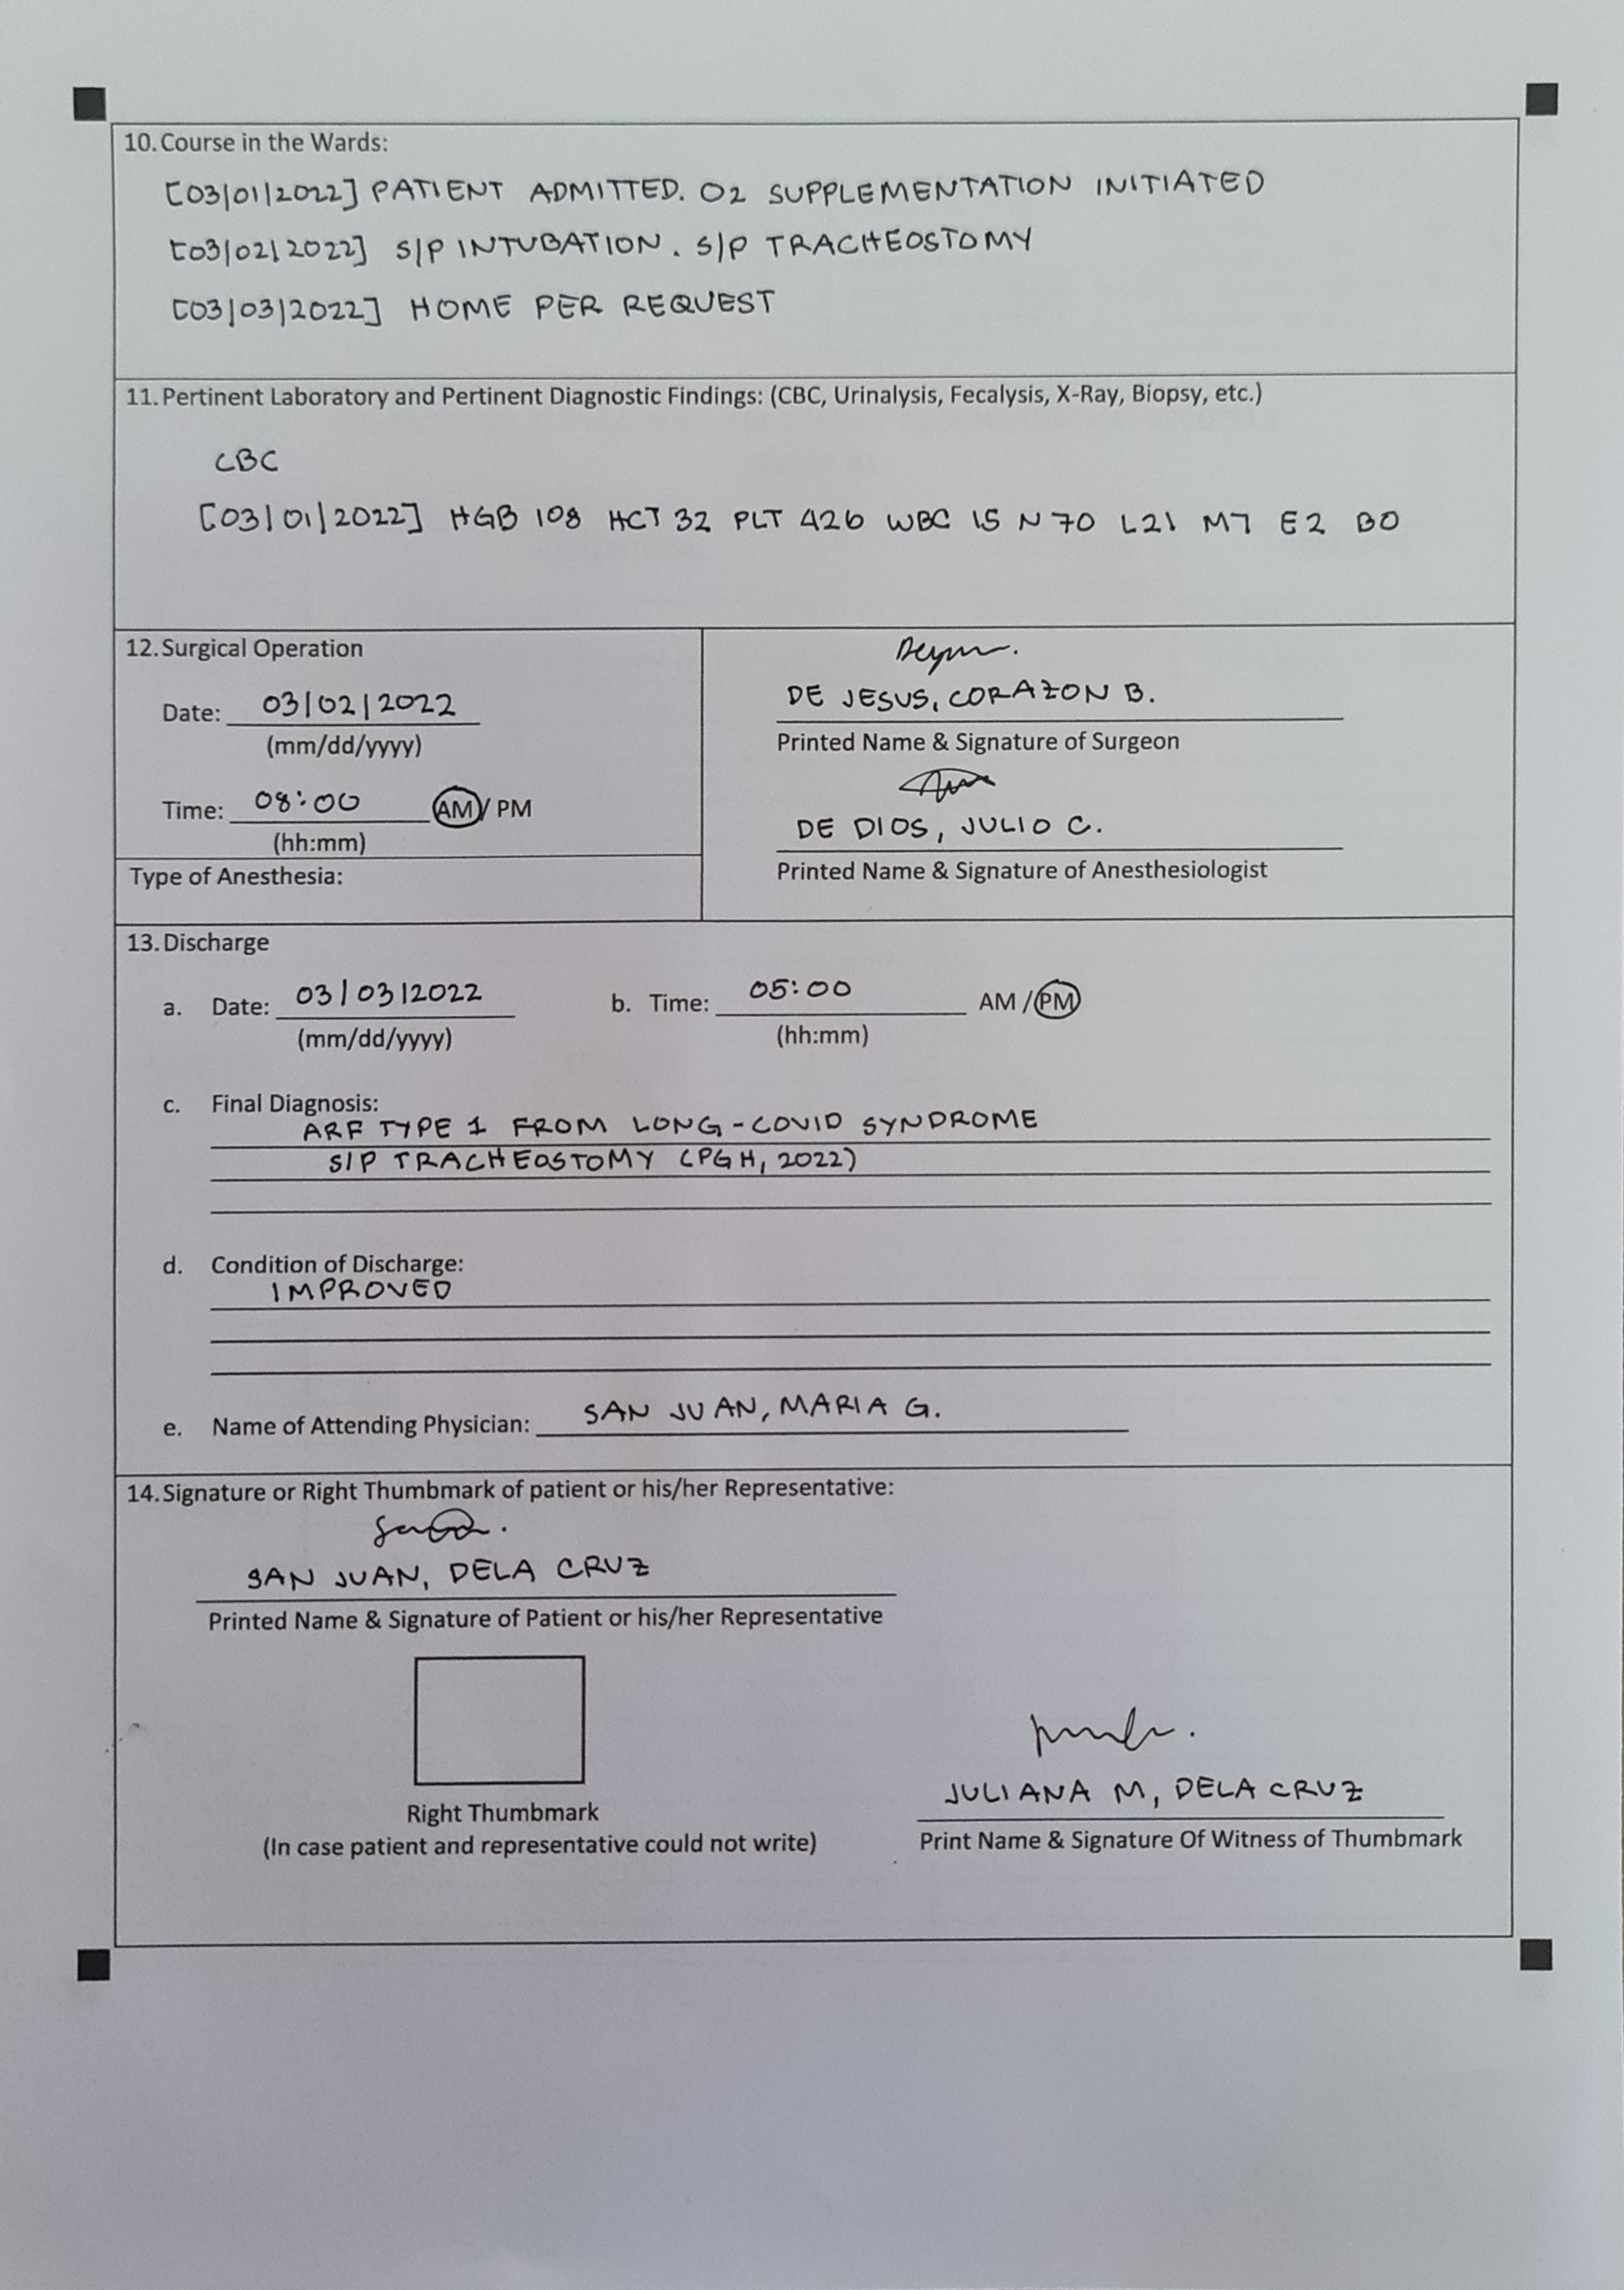 10. Course in the Wards:
[03/01/2022] PATIENT ADMITTED. O2 SUPPLEMENTATION INITIATED
[03/02/2022] S/P INTUBATION. S/P TRACHEOSTOMY
[03/03/2022] HOME PER REQUEST
11. Pertinent Laboratory and Pertinent Diagnostic Findings: (CBC, Urinalysis, Fecalysis, X-Ray, Biopsy, etc.)
CBC
[03/01/2022] HGB 108 HCT 32 PLT 426 WBC 15 N 70 L21 M7 E2 B0
12. Surgical Operation
Date: 03/02/2022
(mm/dd/yyyy)
Time: 08:00 AM / PM
(hh:mm)
Type of Anesthesia:
DE JESUS, CORAZON B.
Printed Name & Signature of Surgeon
DE DIOS, JULIO C.
Printed Name & Signature of Anesthesiologist
13. Discharge
a. Date: 03/03/2022 b. Time: 05:00 AM / PM
(mm/dd/yyyy) (hh:mm)
c. Final Diagnosis:
ARF TYPE 1 FROM LONG-COVID SYNDROME
S/P TRACHEOSTOMY (PGH, 2022)
d. Condition of Discharge:
IMPROVED
e. Name of Attending Physician: SAN JUAN, MARIA G.
14. Signature or Right Thumbmark of patient or his/her Representative:
SAN JUAN, DELA CRUZ
Printed Name & Signature of Patient or his/her Representative
Right Thumbmark
(In case patient and representative could not write)
JULIANA M, DELA CRUZ
Print Name & Signature Of Witness of Thumbmark